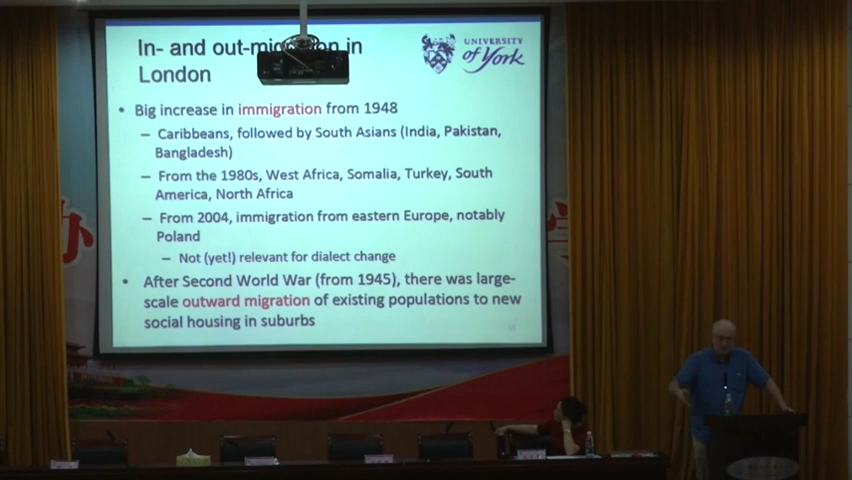 In- and out-migration in
London
UNIVERSITY
of York
• Big increase in immigration from 1948
– Caribbeans, followed by South Asians (India, Pakistan,
Bangladesh)
– From the 1980s, West Africa, Somalia, Turkey, South
America, North Africa
– From 2004, immigration from eastern Europe, notably
Poland
– Not (yet!) relevant for dialect change
• After Second World War (from 1945), there was large-
scale outward migration of existing populations to new
social housing in suburbs